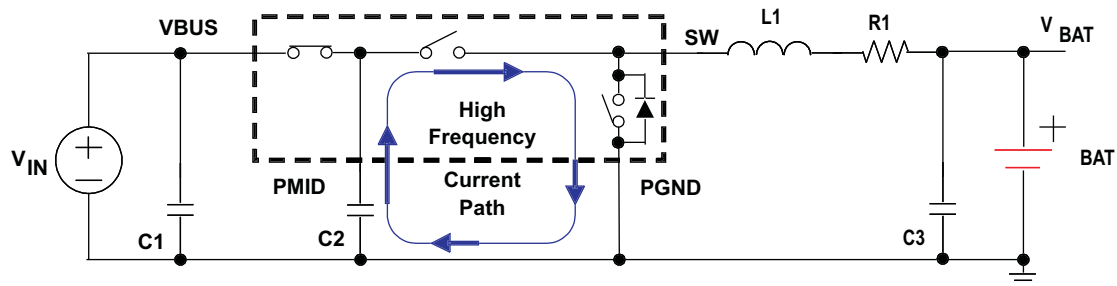 VBUS
SW
L1
R1
V
BAT
V
IN
+
−
High
Frequency
Current
Path
PMID
PGND
C1
C2
C3
+
BAT